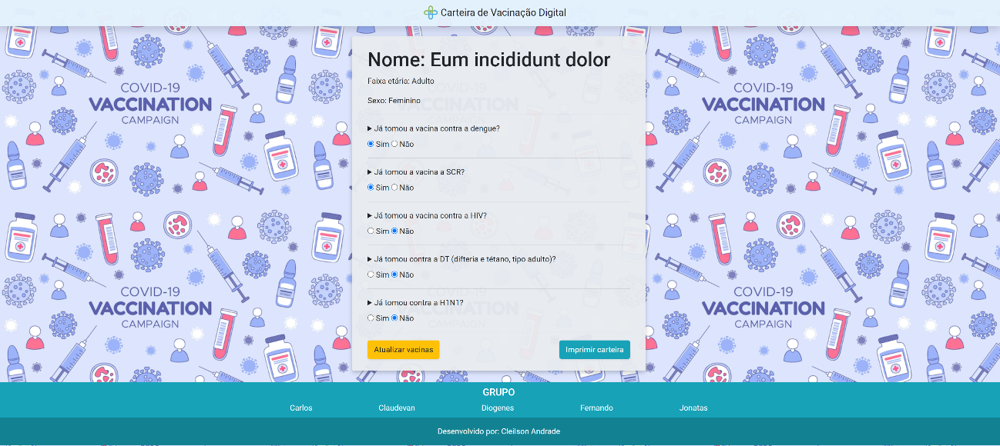 Carteira de Vacinação Digital
COVID-19
VACCINATION
CAMPAIGN
COVID-19
VACCINATION
CAMPAIGN
Nome: Eum incididunt dolor
Faixa etária: Adulto
Sexo: Feminino
Já tomou a vacina contra a dengue?
Sim Não
Já tomou a vacina a SCR?
Sim Não
Já tomou a vacina contra a HIV?
Sim Não
Já tomou contra a DT (difteria e tétano, tipo adulto)?
Sim Não
Já tomou contra a H1N1?
Sim Não
Atualizar vacinas
Imprimir carteira
COVID-19
VACCINATION
CAMPAIGN
COVID-19
VACCINATION
CAMPAIGN
GRUPO
Carlos Claudevan Diogenes Fernando Jonatas
Desenvolvido por: Cleilson Andrade